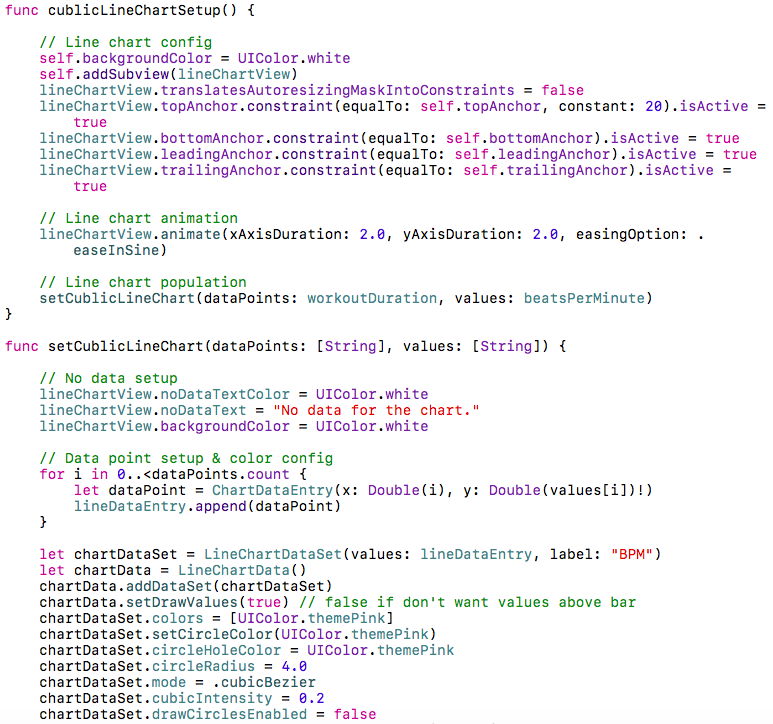 func cublicLineChartSetup() {
// Line chart config
self.backgroundColor = UIColor.white
self.addSubview(lineChartView)
lineChartView.translatesAutoresizingMaskIntoConstraints = false
lineChartView.topAnchor.constraint(equalTo: self.topAnchor, constant: 20).isActive =
true
lineChartView.bottomAnchor.constraint(equalTo: self.bottomAnchor).isActive = true
lineChartView.leadingAnchor.constraint(equalTo: self.leadingAnchor).isActive = true
lineChartView.trailingAnchor.constraint(equalTo: self.trailingAnchor).isActive =
true
// Line chart animation
lineChartView.animate(xAxisDuration: 2.0, yAxisDuration: 2.0, easingOption: .
easeInSine)
// Line chart population
setCublicLineChart(dataPoints: workoutDuration, values: beatsPerMinute)
}
func setCublicLineChart(dataPoints: [String], values: [String]) {
// No data setup
lineChartView.noDataTextColor = UIColor.white
lineChartView.noDataText = "No data for the chart."
lineChartView.backgroundColor = UIColor.white
// Data point setup & color config
for i in 0..<dataPoints.count {
let dataPoint = ChartDataEntry(x: Double(i), y: Double(values[i])!)
lineDataEntry.append(dataPoint)
}
let chartDataSet = LineChartDataSet(values: lineDataEntry, label: "BPM")
let chartData = LineChartData()
chartData.addDataSet(chartDataSet)
chartData.setDrawValues(true) // false if don't want values above bar
chartDataSet.colors = [UIColor.themePink]
chartDataSet.setCircleColor(UIColor.themePink)
chartDataSet.circleHoleColor = UIColor.themePink
chartDataSet.circleRadius = 4.0
chartDataSet.mode = .cubicBezier
chartDataSet.cubicIntensity = 0.2
chartDataSet.drawCirclesEnabled = false